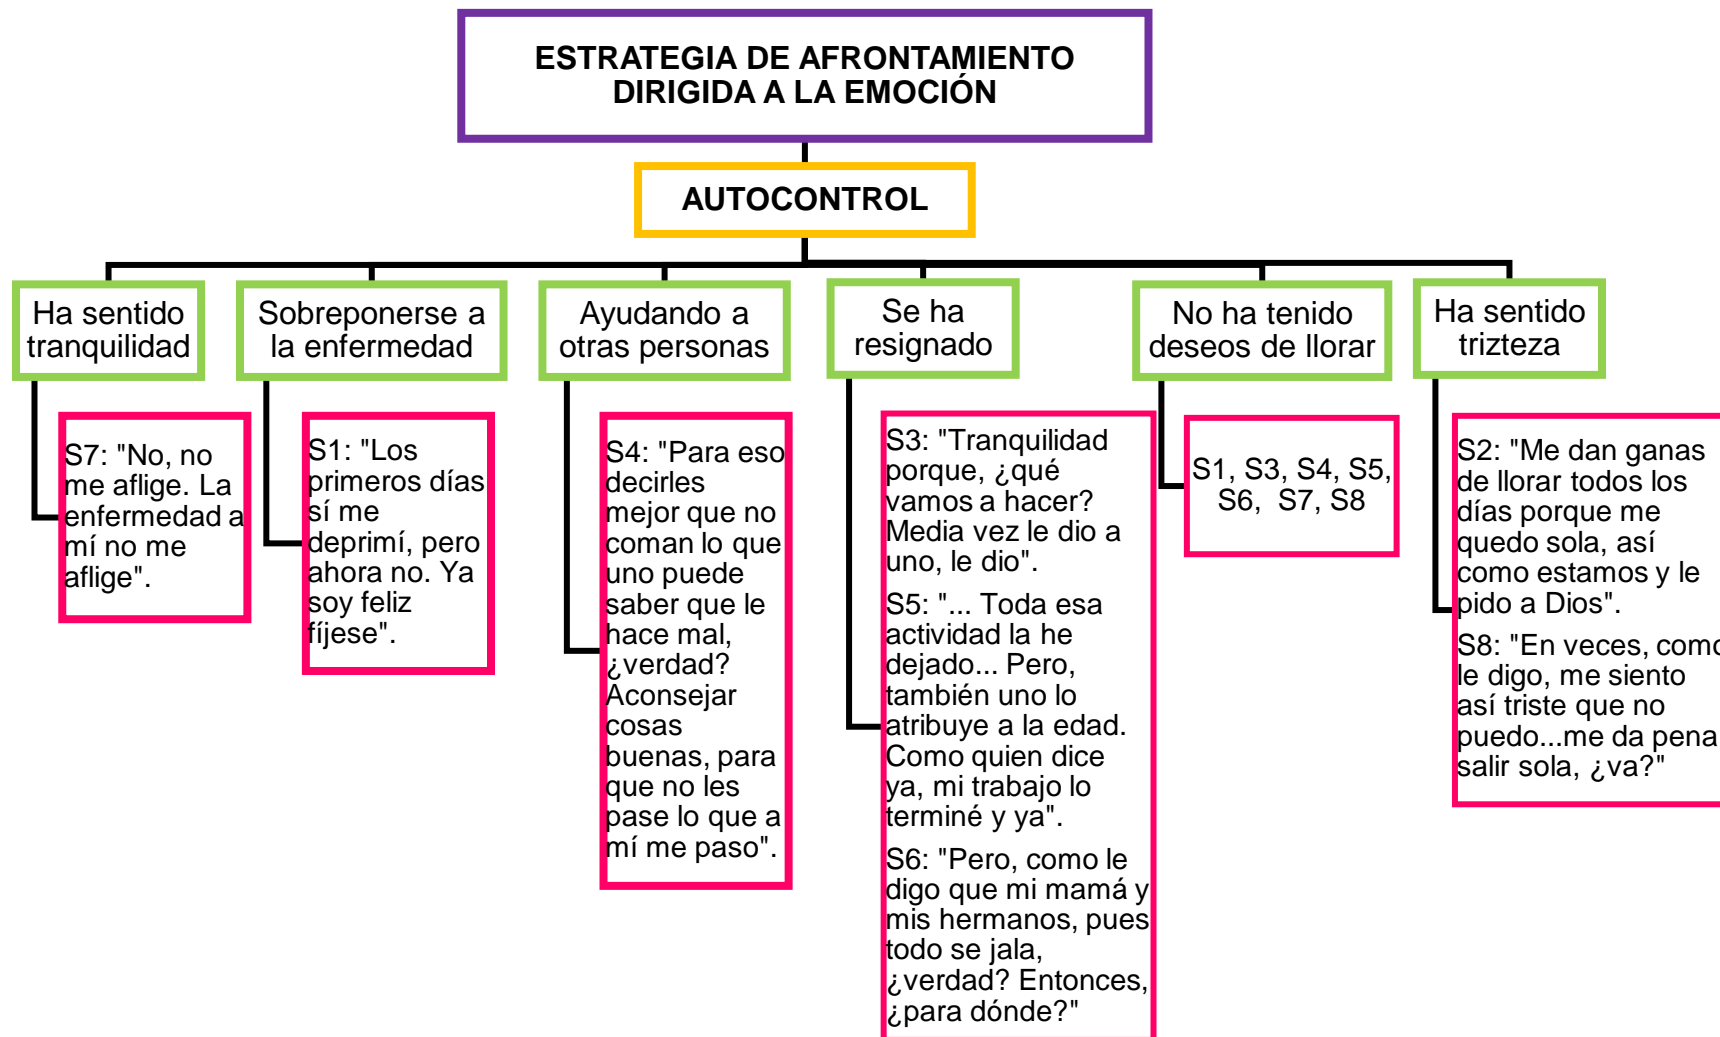 ESTRATEGIA DE AFRONTAMIENTO
DIRIGIDA A LA EMOCIÓN
AUTOCONTROL
Ha sentido
tranquilidad
S7: "No, no
me aflige. La
enfermedad a
mí no me
aflige".
Sobreponerse a
la enfermedad
S1: "Los
primeros días
sí me
deprimí, pero
ahora no. Ya
soy feliz
fíjese".
Ayudando a
otras personas
S4: "Para eso
decirles
mejor que no
coman lo que
uno puede
saber que le
hace mal,
¿verdad?
Aconsejar
cosas
buenas, para
que no les
pase lo que a
mí me paso".
Se ha
resignado
S3: "Tranquilidad
porque, ¿qué
vamos a hacer?
Media vez le dio a
uno, le dio".
S5: "... Toda esa
actividad la he
dejado... Pero,
también uno lo
atribuye a la edad.
Como quien dice
ya, mi trabajo lo
terminé y ya".
S6: "Pero, como le
digo que mi mamá y
mis hermanos, pues
todo se jala,
¿verdad? Entonces,
¿para dónde?"
No ha tenido
deseos de llorar
S1, S3, S4, S5,
S6, S7, S8
Ha sentido
trizteza
S2: "Me dan ganas
de llorar todos los
días porque me
quedo sola, así
como estamos y le
pido a Dios".
S8: "En veces, como
le digo, me siento
así triste que no
puedo...me da pena
salir sola, ¿va?"